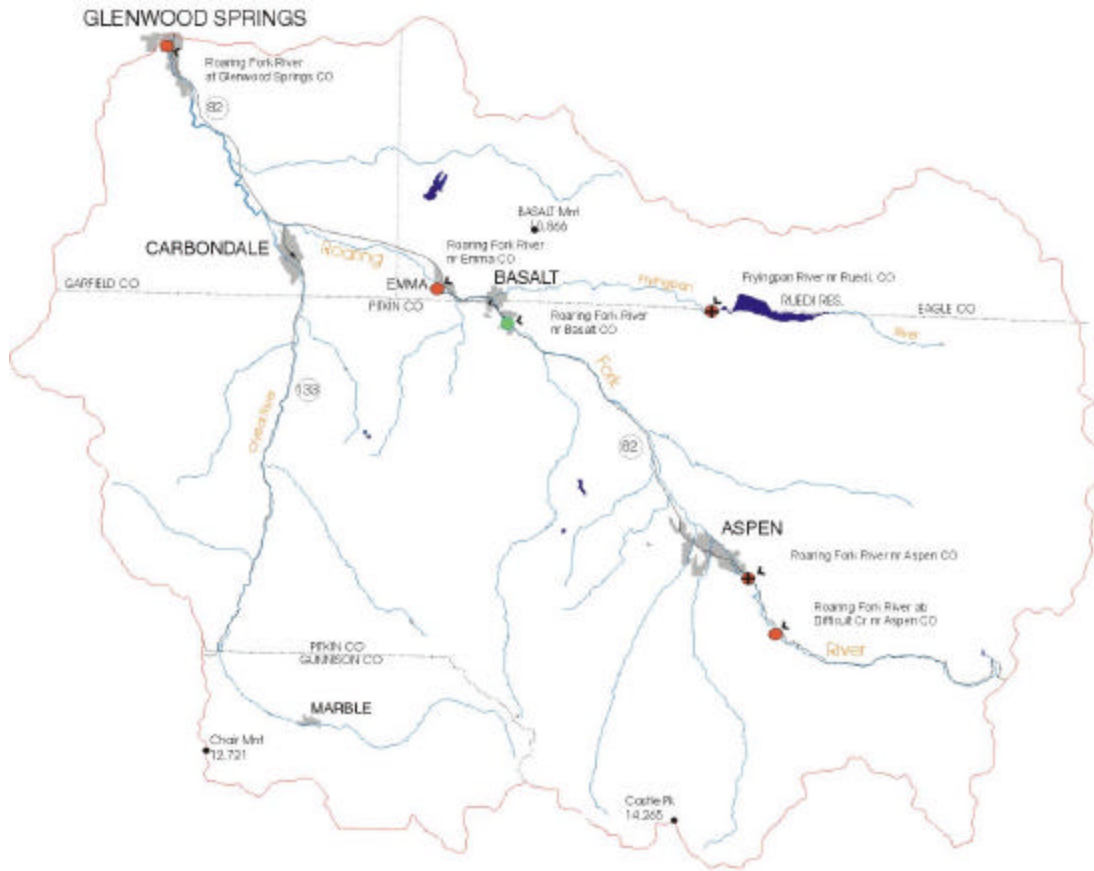 GLENWOOD SPRINGS
Roaring Fork River
at Glenwood Springs CO
82
BASALT Mnt
10,866
CARBONDALE
Roaring
Roaring Fork River
nr Emma CO
GARFIELD CO
EMMA
BASALT
Fryingpan
Fryingpan River nr Ruedi, CO
RUEDI RES.
PITKIN CO
EAGLE CO
Roaring Fork River
nr Basalt CO
River
Fork
133
Crystal River
82
ASPEN
Roaring Fork River nr Aspen CO
Roaring Fork River ab
Difficult Cr nr Aspen CO
River
PITKIN CO
GUNNISON CO
MARBLE
Chair Mnt
12,721
Castle Pk
14,265